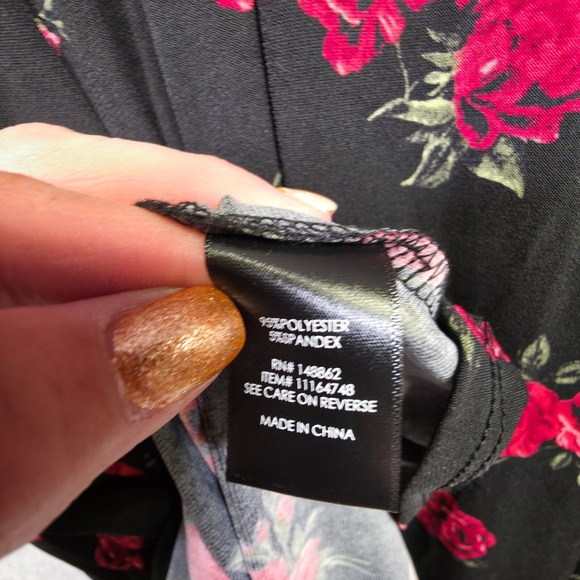 95%POLYESTER
5%SPANDEX
RN# 148862
ITEM# 11164748
SEE CARE ON REVERSE
MADE IN CHINA